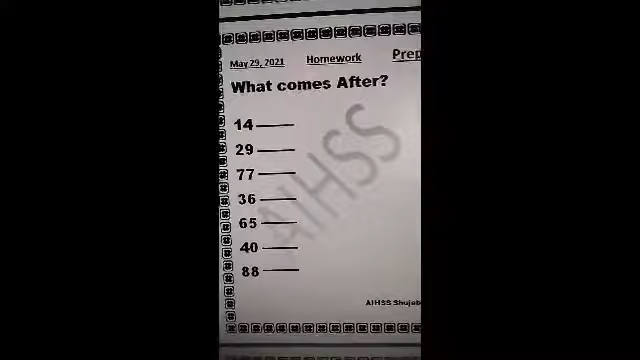 May 29, 2021 Homework Prep
What comes After?
14
29
77
36
65
40
88
AIHSS
AIHSS Shujab